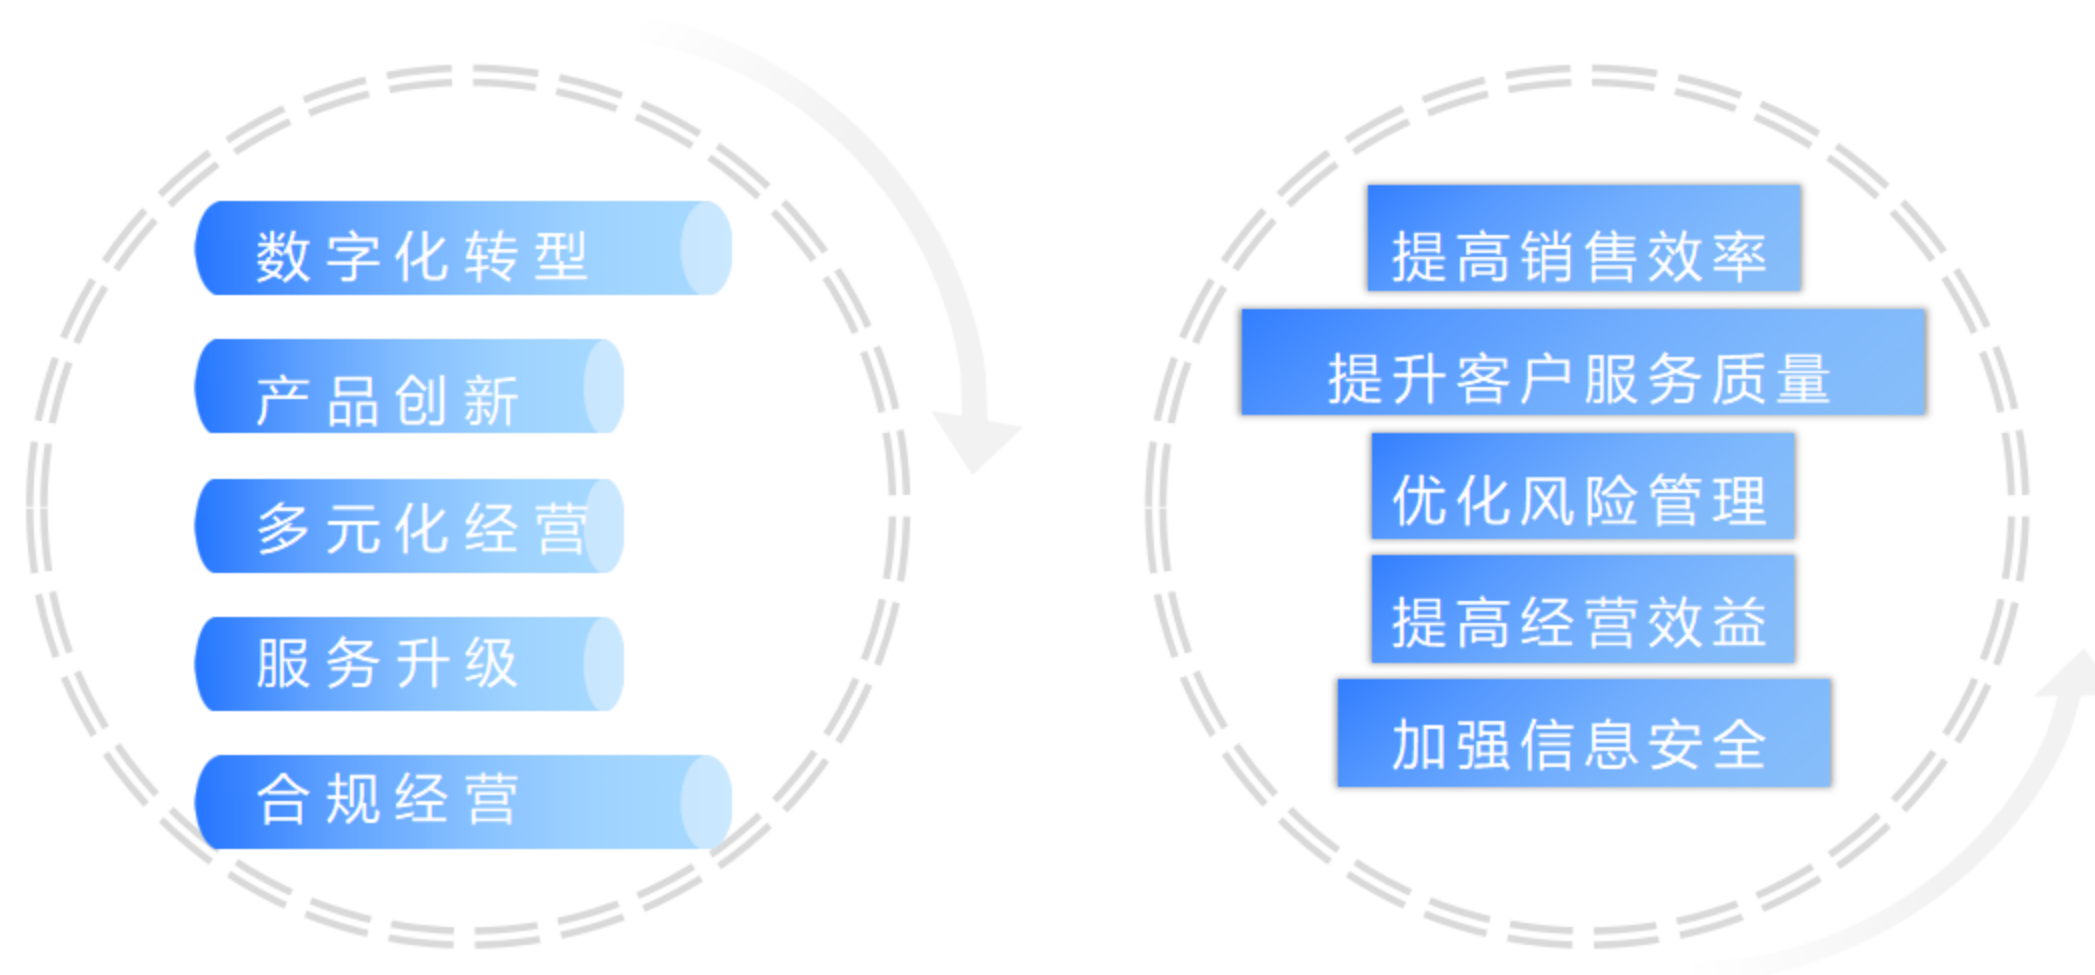 数字化转型
产品创新
多元化经营
服务升级
合规经营
提高销售效率
提升客户服务质量
优化风险管理
提高经营效益
加强信息安全